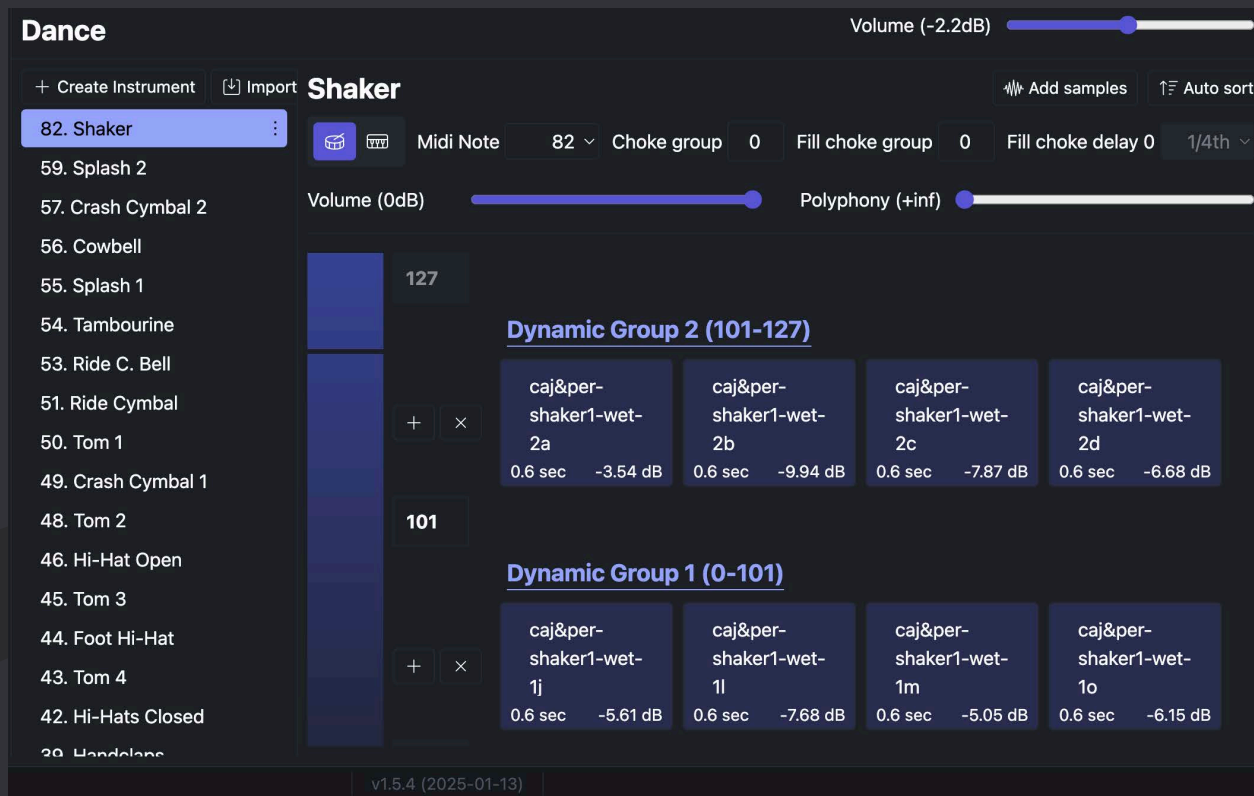 Dance
Volume (-2.2dB)
Create Instrument
Import
Shaker
Add samples
Auto sort
82. Shaker
59. Splash 2
57. Crash Cymbal 2
56. Cowbell
55. Splash 1
54. Tambourine
53. Ride C. Bell
51. Ride Cymbal
50. Tom 1
49. Crash Cymbal 1
48. Tom 2
46. Hi-Hat Open
45. Tom 3
44. Foot Hi-Hat
43. Tom 4
42. Hi-Hats Closed
39. Handclaps
Midi Note 82 Choke group 0 Fill choke group 0 Fill choke delay 0 1/4th
Volume (0dB)
Polyphony (+inf)
127
Dynamic Group 2 (101-127)
caj&per-
shaker1-wet-
2a
0.6 sec -3.54 dB
caj&per-
shaker1-wet-
2b
0.6 sec -9.94 dB
caj&per-
shaker1-wet-
2c
0.6 sec -7.87 dB
caj&per-
shaker1-wet-
2d
0.6 sec -6.68 dB
101
Dynamic Group 1 (0-101)
caj&per-
shaker1-wet-
1j
0.6 sec -5.61 dB
caj&per-
shaker1-wet-
1l
0.6 sec -7.68 dB
caj&per-
shaker1-wet-
1m
0.6 sec -5.05 dB
caj&per-
shaker1-wet-
1o
0.6 sec -6.15 dB
v1.5.4 (2025-01-13)